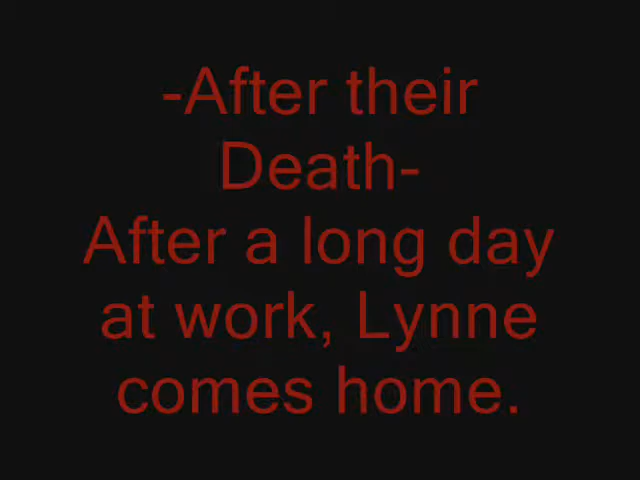 -After their
Death-
After a long day
at work, Lynne
comes home.